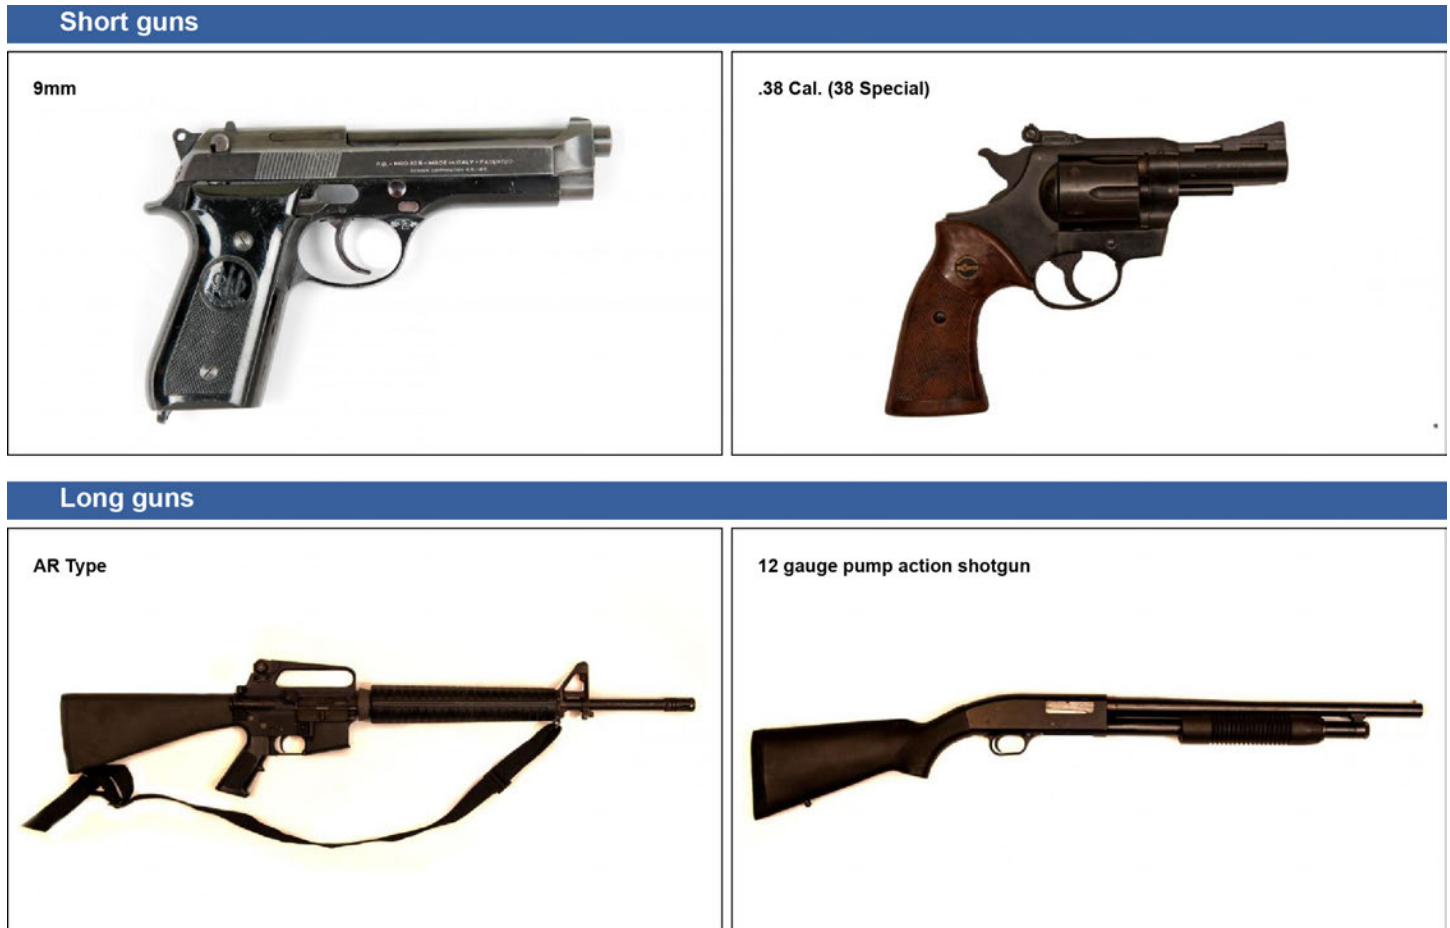 Short guns
9mm
.38 Cal. (38 Special)
Long guns
AR Type
12 gauge pump action shotgun